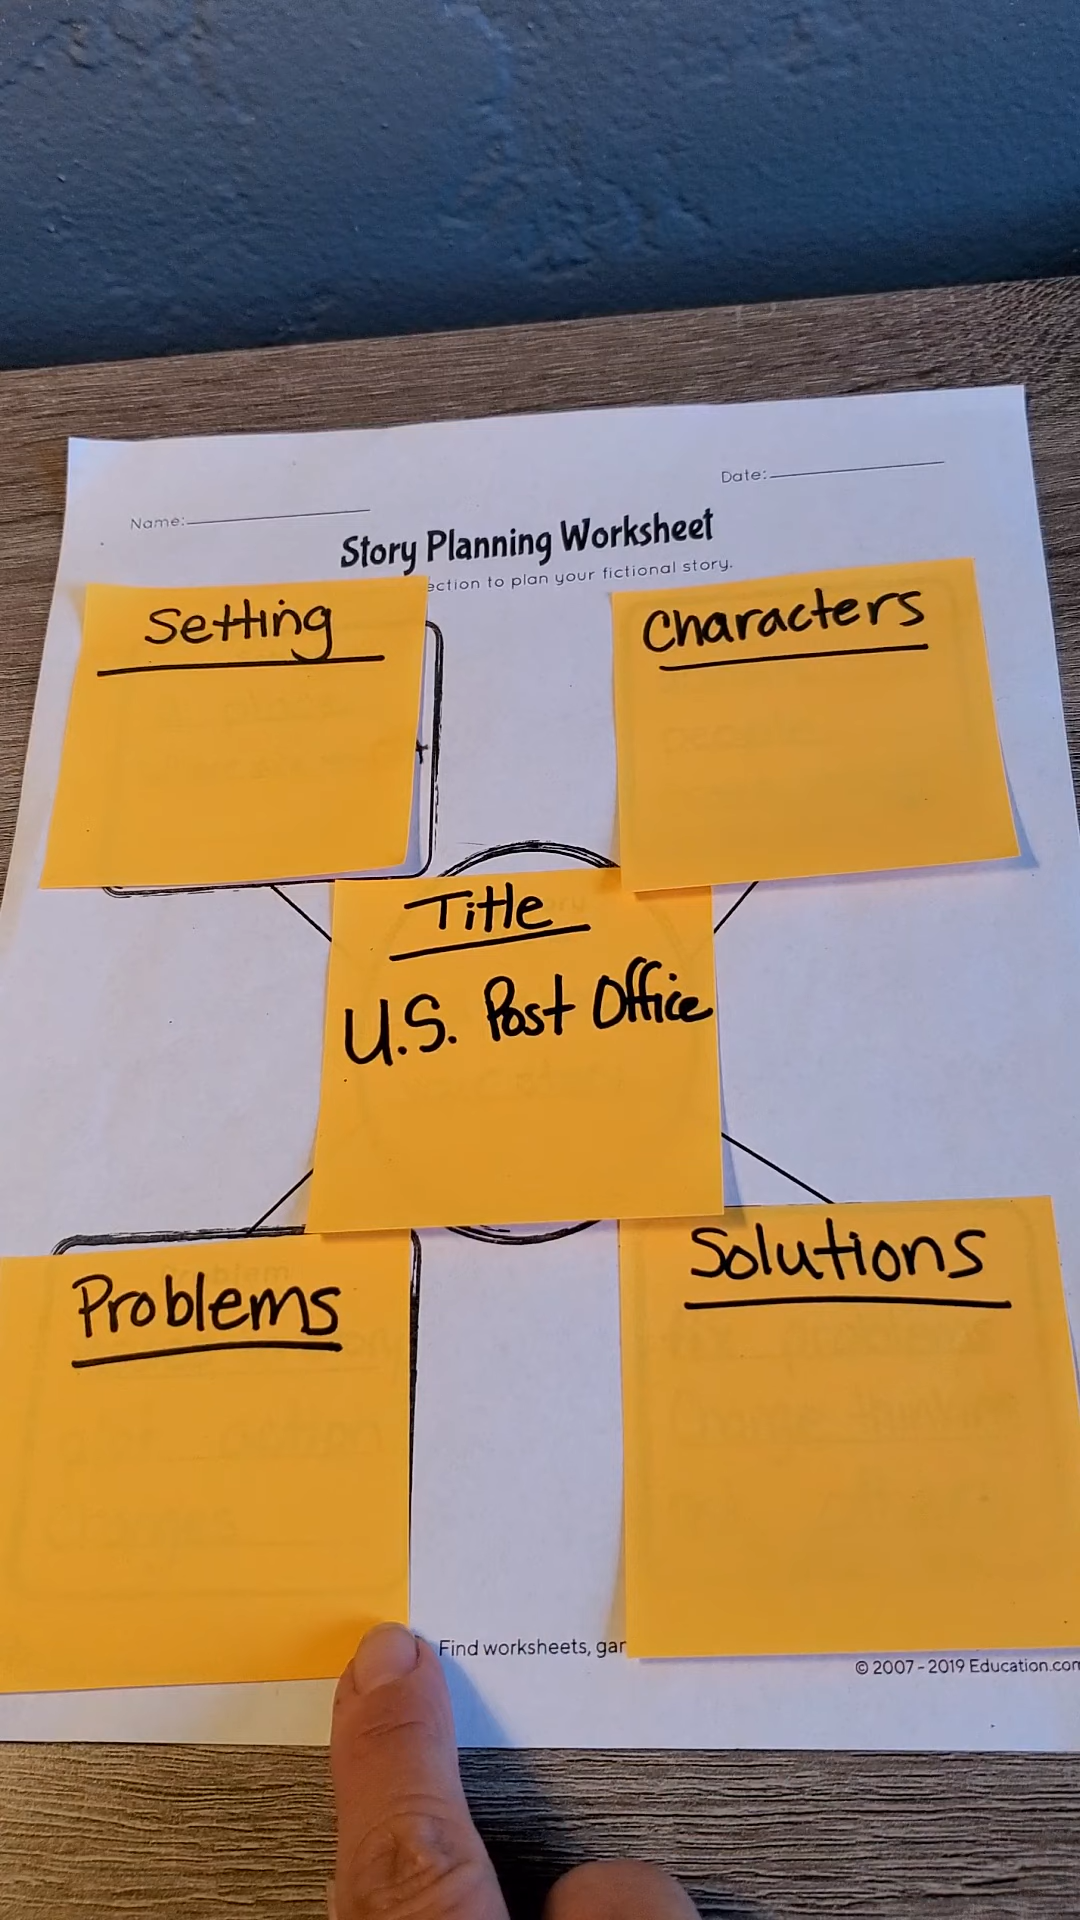 Name:
Date:
Story Planning Worksheet
ection to plan your fictional story.
Setting
Characters
Title
U.S. Post Office
Problems
Solutions
Find worksheets, gam
© 2007 - 2019 Education.com